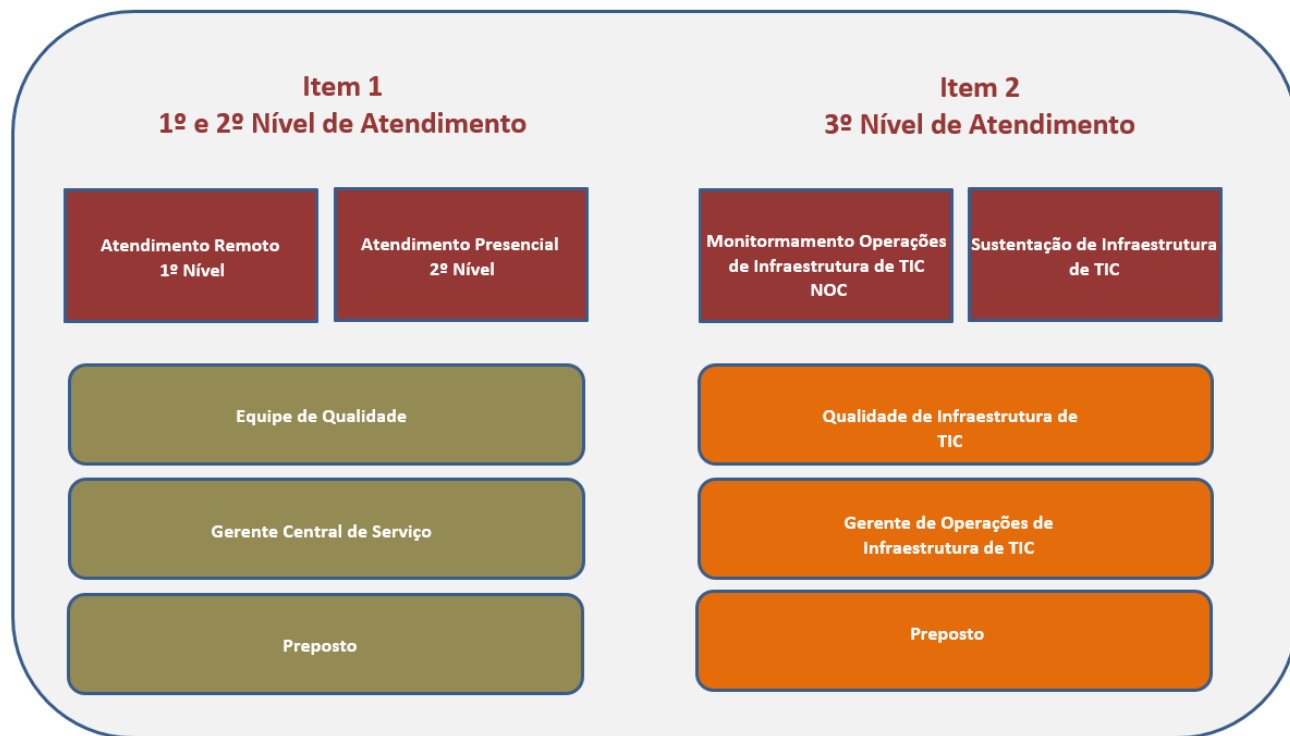 Item 1
1º e 2º Nível de Atendimento
Item 2
3º Nível de Atendimento
Atendimento Remoto
1º Nível
Atendimento Presencial
2º Nível
Monitormamento Operações
de Infraestrutura de TIC
NOC
Sustentação de Infraestrutura
de TIC
Equipe de Qualidade
Qualidade de Infraestrutura de
TIC
Gerente Central de Serviço
Gerente de Operações de
Infraestrutura de TIC
Preposto
Preposto